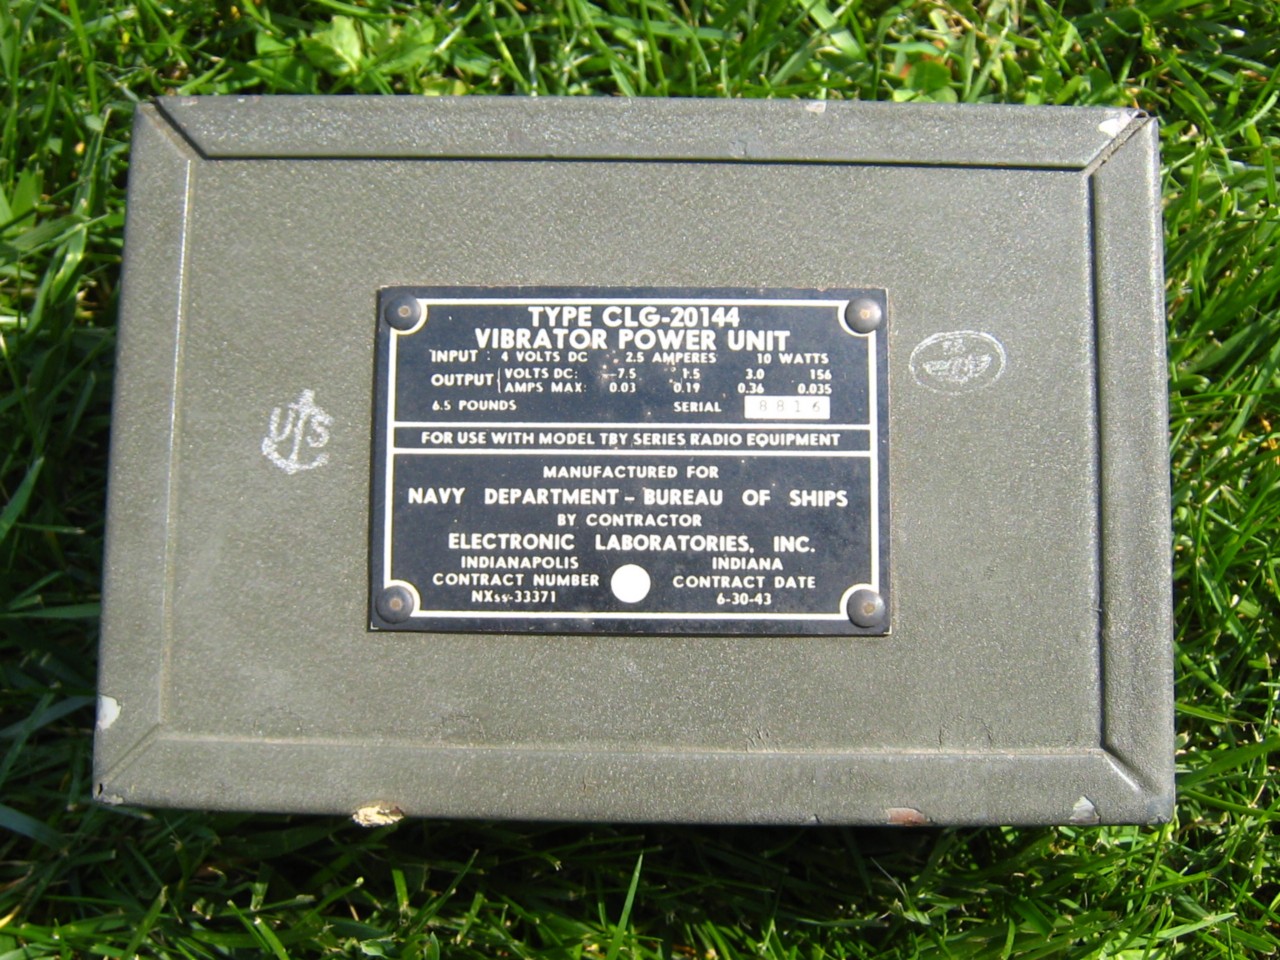 TYPE CLG-20144
VIBRATOR POWER UNIT
INPUT : 4 VOLTS DC 2.5 AMPERES 10 WATTS
OUTPUT VOLTS DC: -7.5 1.5 3.0 156
AMPS MAX: 0.03 0.19 0.36 0.035
6.5 POUNDS SERIAL 8816
FOR USE WITH MODEL TBY SERIES RADIO EQUIPMENT
MANUFACTURED FOR
NAVY DEPARTMENT - BUREAU OF SHIPS
BY CONTRACTOR
ELECTRONIC LABORATORIES, INC.
INDIANAPOLIS INDIANA
CONTRACT NUMBER CONTRACT DATE
NXss-33371 6-30-43
US